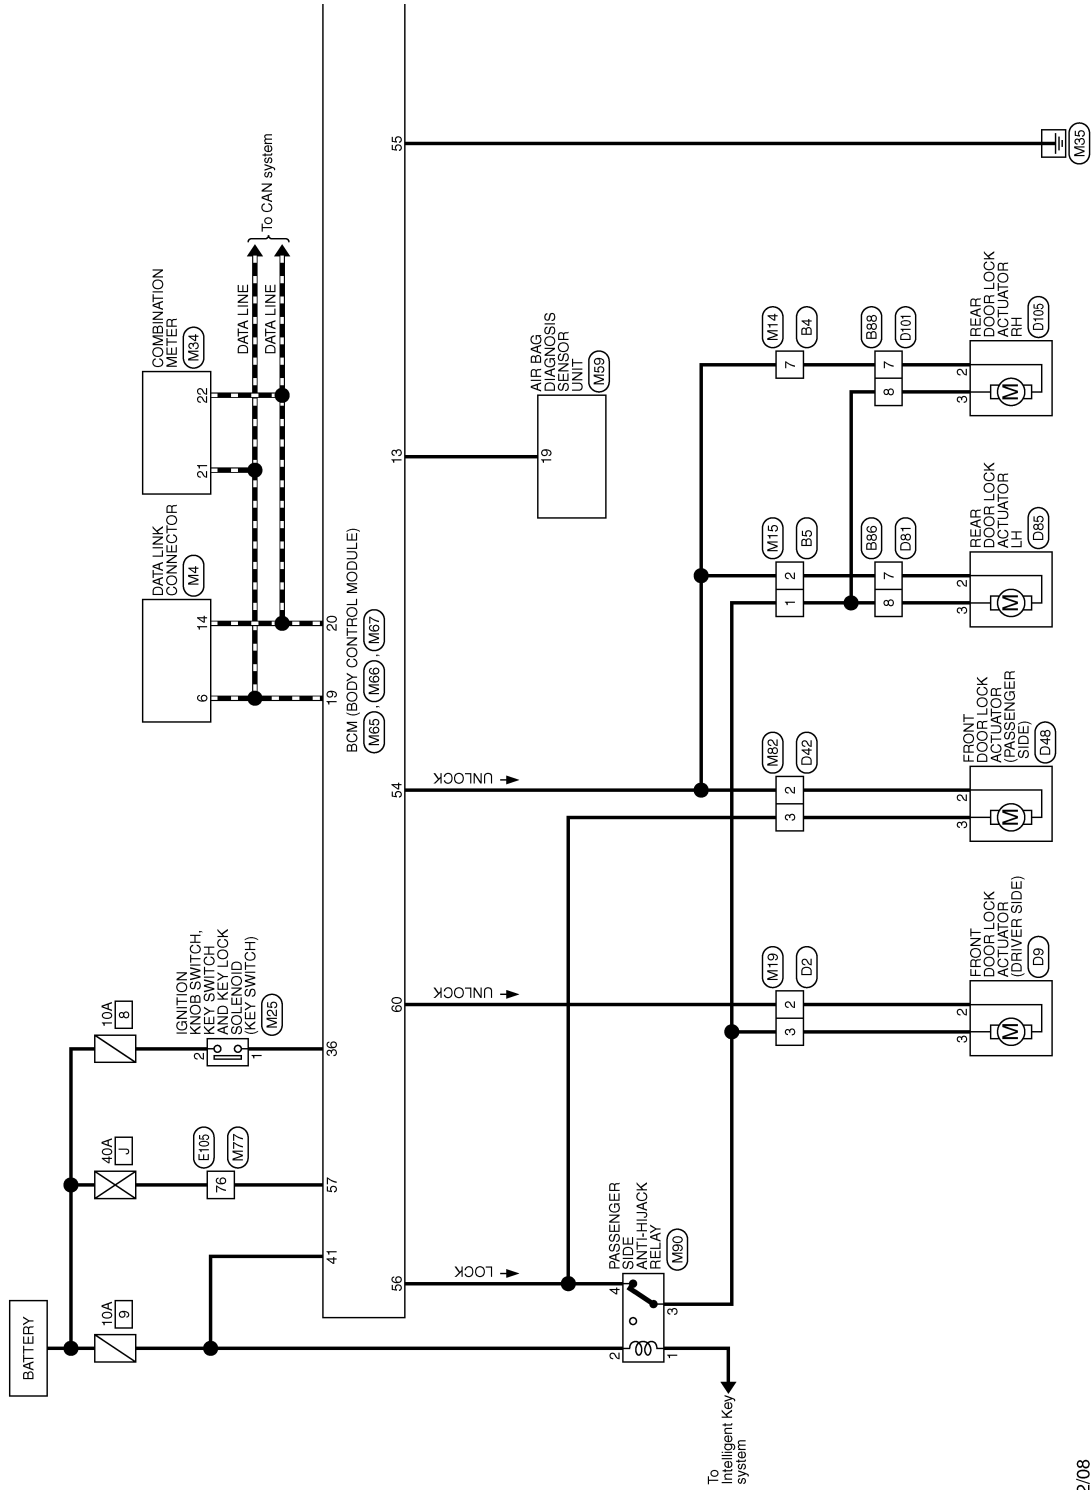 BATTERY
10A
9
40A
J
10A
8
E105
M77
76
IGNITION
KNOB SWITCH,
KEY SWITCH
AND KEY LOCK
SOLENOID
(KEY SWITCH)
M25
2
1
DATA LINK
CONNECTOR
M4
6
14
COMBINATION
METER
M34
21
22
DATA LINE
DATA LINE
To CAN system
41
57
36
19
20
BCM (BODY CONTROL MODULE)
M65 , M66 , M67
56
60
54
13
55
LOCK
UNLOCK
UNLOCK
AIR BAG
DIAGNOSIS
SENSOR
UNIT
M59
19
PASSENGER
SIDE
ANTI-HIJACK
RELAY
M90
2
4
1
3
To
Intelligent Key
system
M19
D2
3
2
M82
D42
3
2
M15
B5
1
2
M14
B4
7
B86
D81
8
7
B88
D101
8
7
FRONT
DOOR LOCK
ACTUATOR
(DRIVER SIDE)
D9
3
2
M
FRONT
DOOR LOCK
ACTUATOR
(PASSENGER
SIDE)
D48
3
2
M
REAR
DOOR LOCK
ACTUATOR
LH
D85
3
2
M
REAR
DOOR LOCK
ACTUATOR
RH
D105
3
2
M
M35
2/08